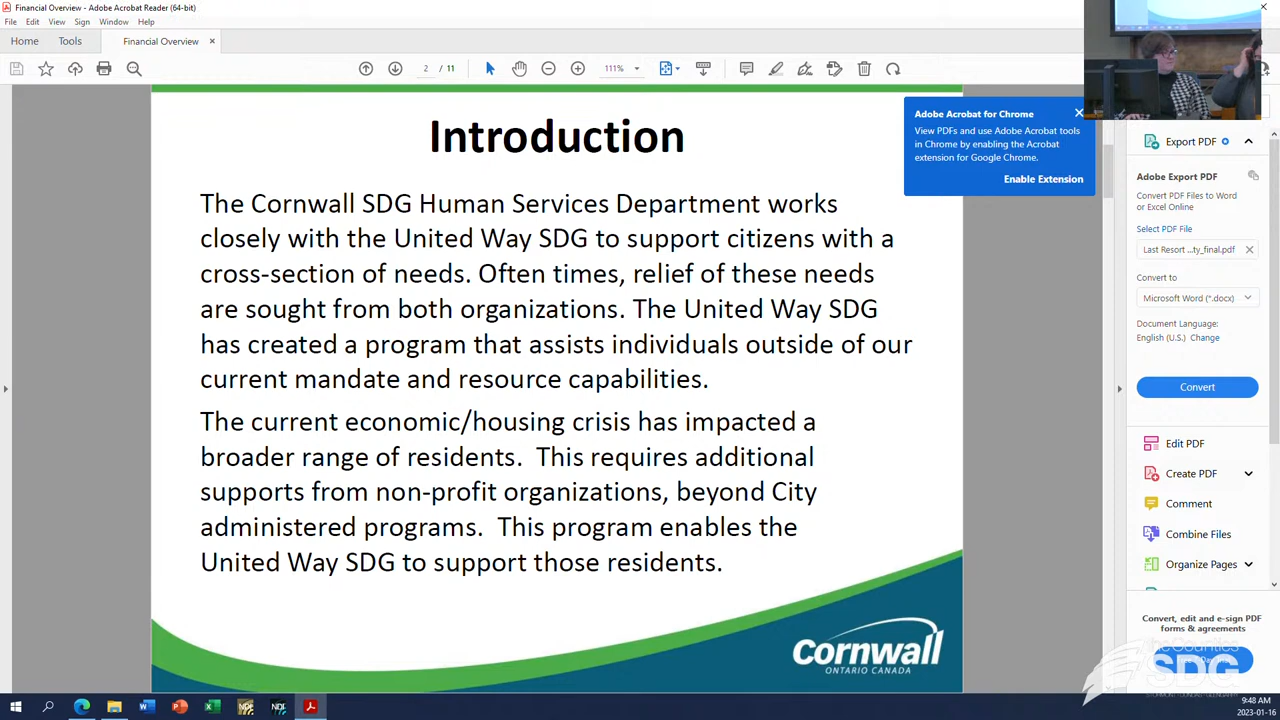 Financial Overview - Adobe Acrobat Reader (64-bit)
File Edit View Sign Window Help
Home Tools Financial Overview ×
2 / 11 111%
Introduction
The Cornwall SDG Human Services Department works
closely with the United Way SDG to support citizens with a
cross-section of needs. Often times, relief of these needs
are sought from both organizations. The United Way SDG
has created a program that assists individuals outside of our
current mandate and resource capabilities.
The current economic/housing crisis has impacted a
broader range of residents. This requires additional
supports from non-profit organizations, beyond City
administered programs. This program enables the
United Way SDG to support those residents.
Cornwall
ONTARIO CANADA
Adobe Acrobat for Chrome
View PDFs and use Adobe Acrobat tools
in Chrome by enabling the Acrobat
extension for Google Chrome.
Enable Extension
Export PDF
Adobe Export PDF
Convert PDF Files to Word
or Excel Online
Select PDF File
Last Resort ...ty_final.pdf
Convert to
Microsoft Word (*.docx)
Document Language:
English (U.S.) Change
Convert
Edit PDF
Create PDF
Comment
Combine Files
Organize Pages
Convert, edit and e-sign PDF
forms & agreements
The Counties
SDG
9:48 AM
2023-01-16